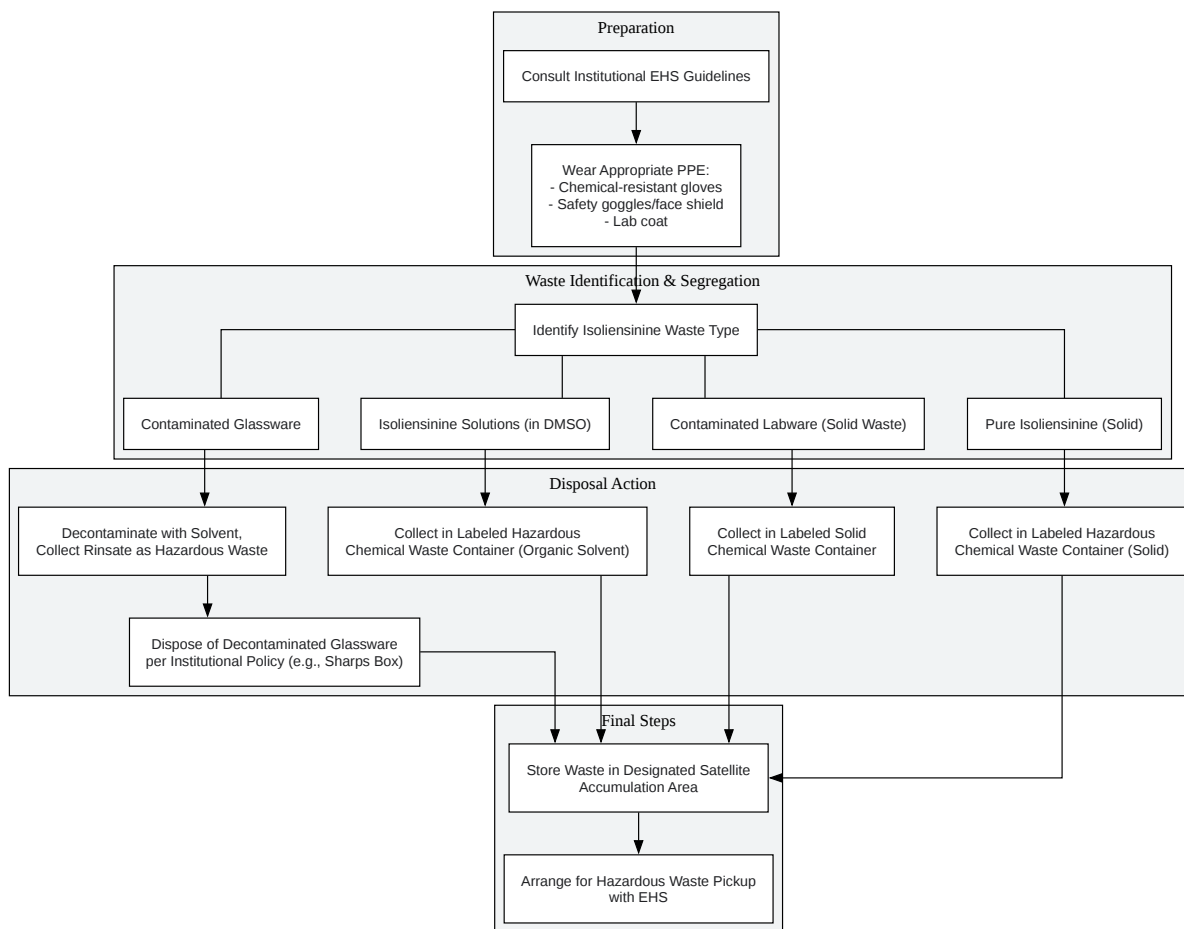 Preparation
Consult Institutional EHS Guidelines
Wear Appropriate PPE:
- Chemical-resistant gloves
- Safety goggles/face shield
- Lab coat
Waste Identification & Segregation
Identify Isoliensinine Waste Type
Contaminated Glassware
Isoliensinine Solutions (in DMSO)
Contaminated Labware (Solid Waste)
Pure Isoliensinine (Solid)
Disposal Action
Decontaminate with Solvent,
Collect Rinsate as Hazardous Waste
Collect in Labeled Hazardous
Chemical Waste Container (Organic Solvent)
Collect in Labeled Solid
Chemical Waste Container
Collect in Labeled Hazardous
Chemical Waste Container (Solid)
Dispose of Decontaminated Glassware
per Institutional Policy (e.g., Sharps Box)
Final Steps
Store Waste in Designated Satellite
Accumulation Area
Arrange for Hazardous Waste Pickup
with EHS